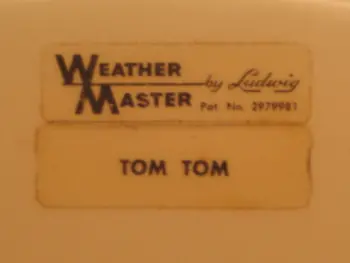 WEATHER
MASTER by Ludwig
Pat. No. 2979981
TOM TOM